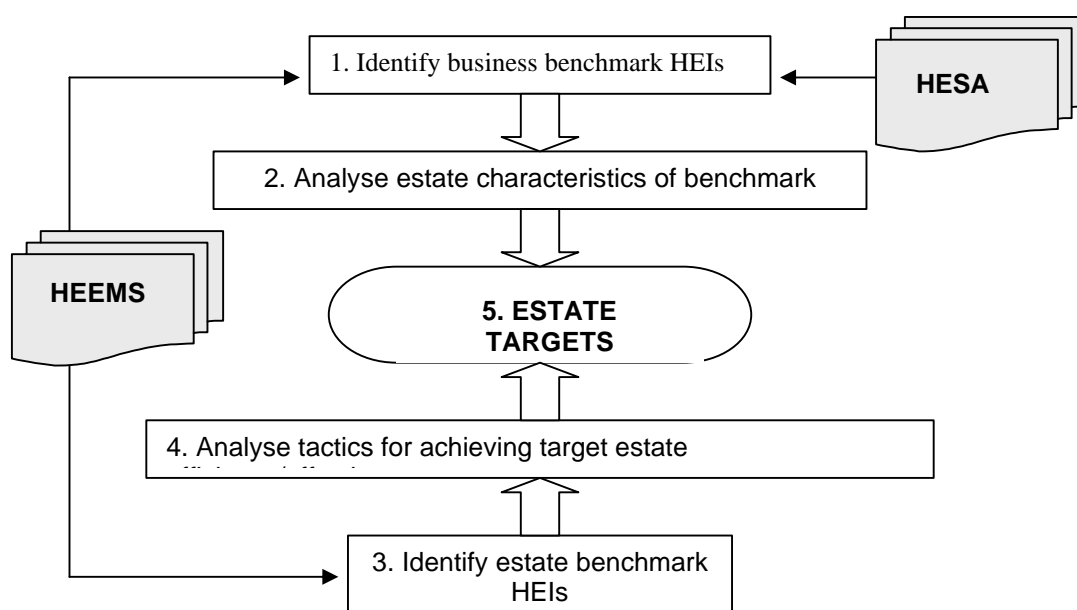 1. Identify business benchmark HEIs
HESA
2. Analyse estate characteristics of benchmark
HEEMS
5. ESTATE
TARGETS
4. Analyse tactics for achieving target estate
3. Identify estate benchmark
HEIs